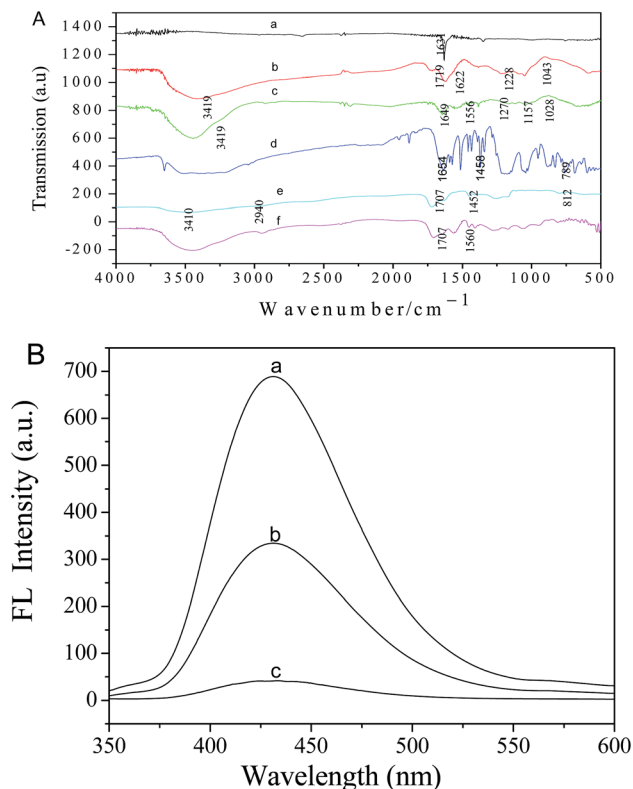 A
Transmission (a.u)
1400
1200
1000
800
600
400
200
0
-200
a
1631
b
3419
1719
1622
1228
1043
c
3419
1649
1556
1270
1157
1028
d
1654
1458
789
e
3410
2940
1707
1452
812
f
1707
1560
4000 3500 3000 2500 2000 1500 1000 500
Wavenumber/cm−1
B
FL Intensity (a.u.)
700
600
500
400
300
200
100
0
a
b
c
350 400 450 500 550 600
Wavelength (nm)